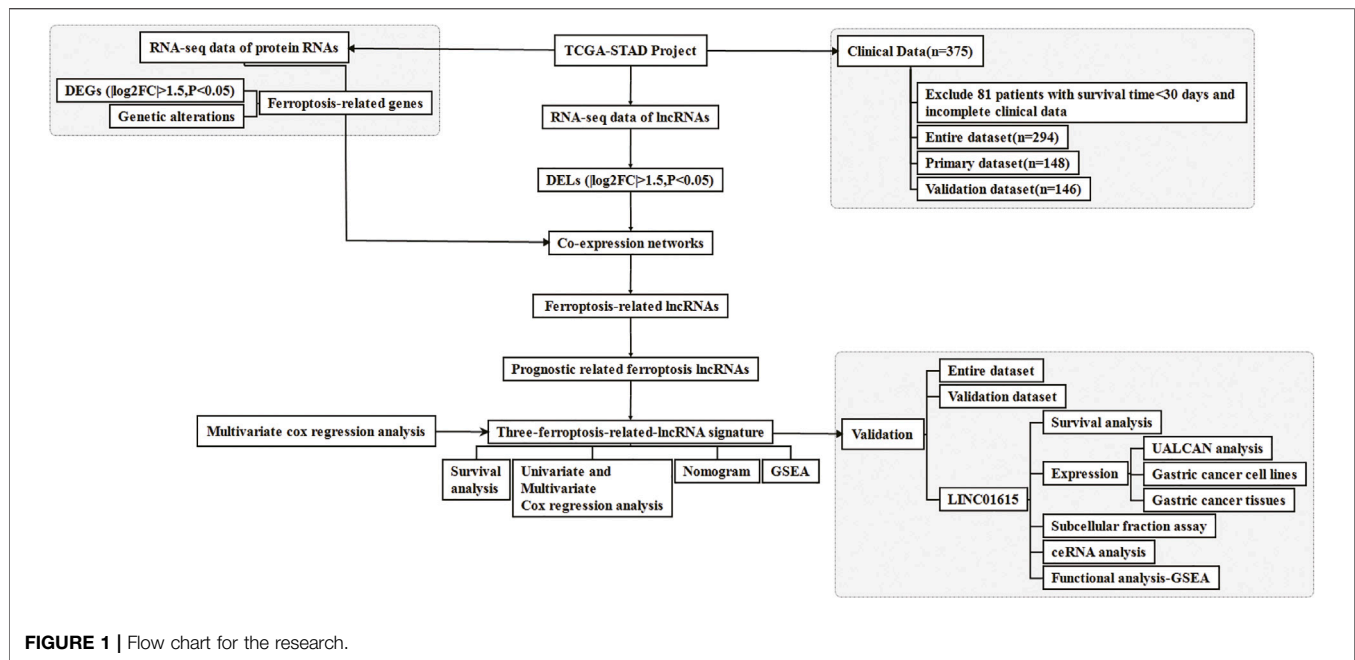 RNA-seq data of protein RNAs
DEGs (|log2FC|>1.5,P<0.05)
Genetic alterations
Ferroptosis-related genes
TCGA-STAD Project
RNA-seq data of lncRNAs
DELs (|log2FC|>1.5,P<0.05)
Co-expression networks
Ferroptosis-related lncRNAs
Prognostic related ferroptosis lncRNAs
Multivariate cox regression analysis
Three-ferroptosis-related-lncRNA signature
Survival
analysis
Univariate and
Multivariate
Cox regression analysis
Nomogram
GSEA
Clinical Data(n=375)
Exclude 81 patients with survival time<30 days and
incomplete clinical data
Entire dataset(n=294)
Primary dataset(n=148)
Validation dataset(n=146)
Validation
Entire dataset
Validation dataset
LINC01615
Survival analysis
Expression
UALCAN analysis
Gastric cancer cell lines
Gastric cancer tissues
Subcellular fraction assay
ceRNA analysis
Functional analysis-GSEA
FIGURE 1 | Flow chart for the research.